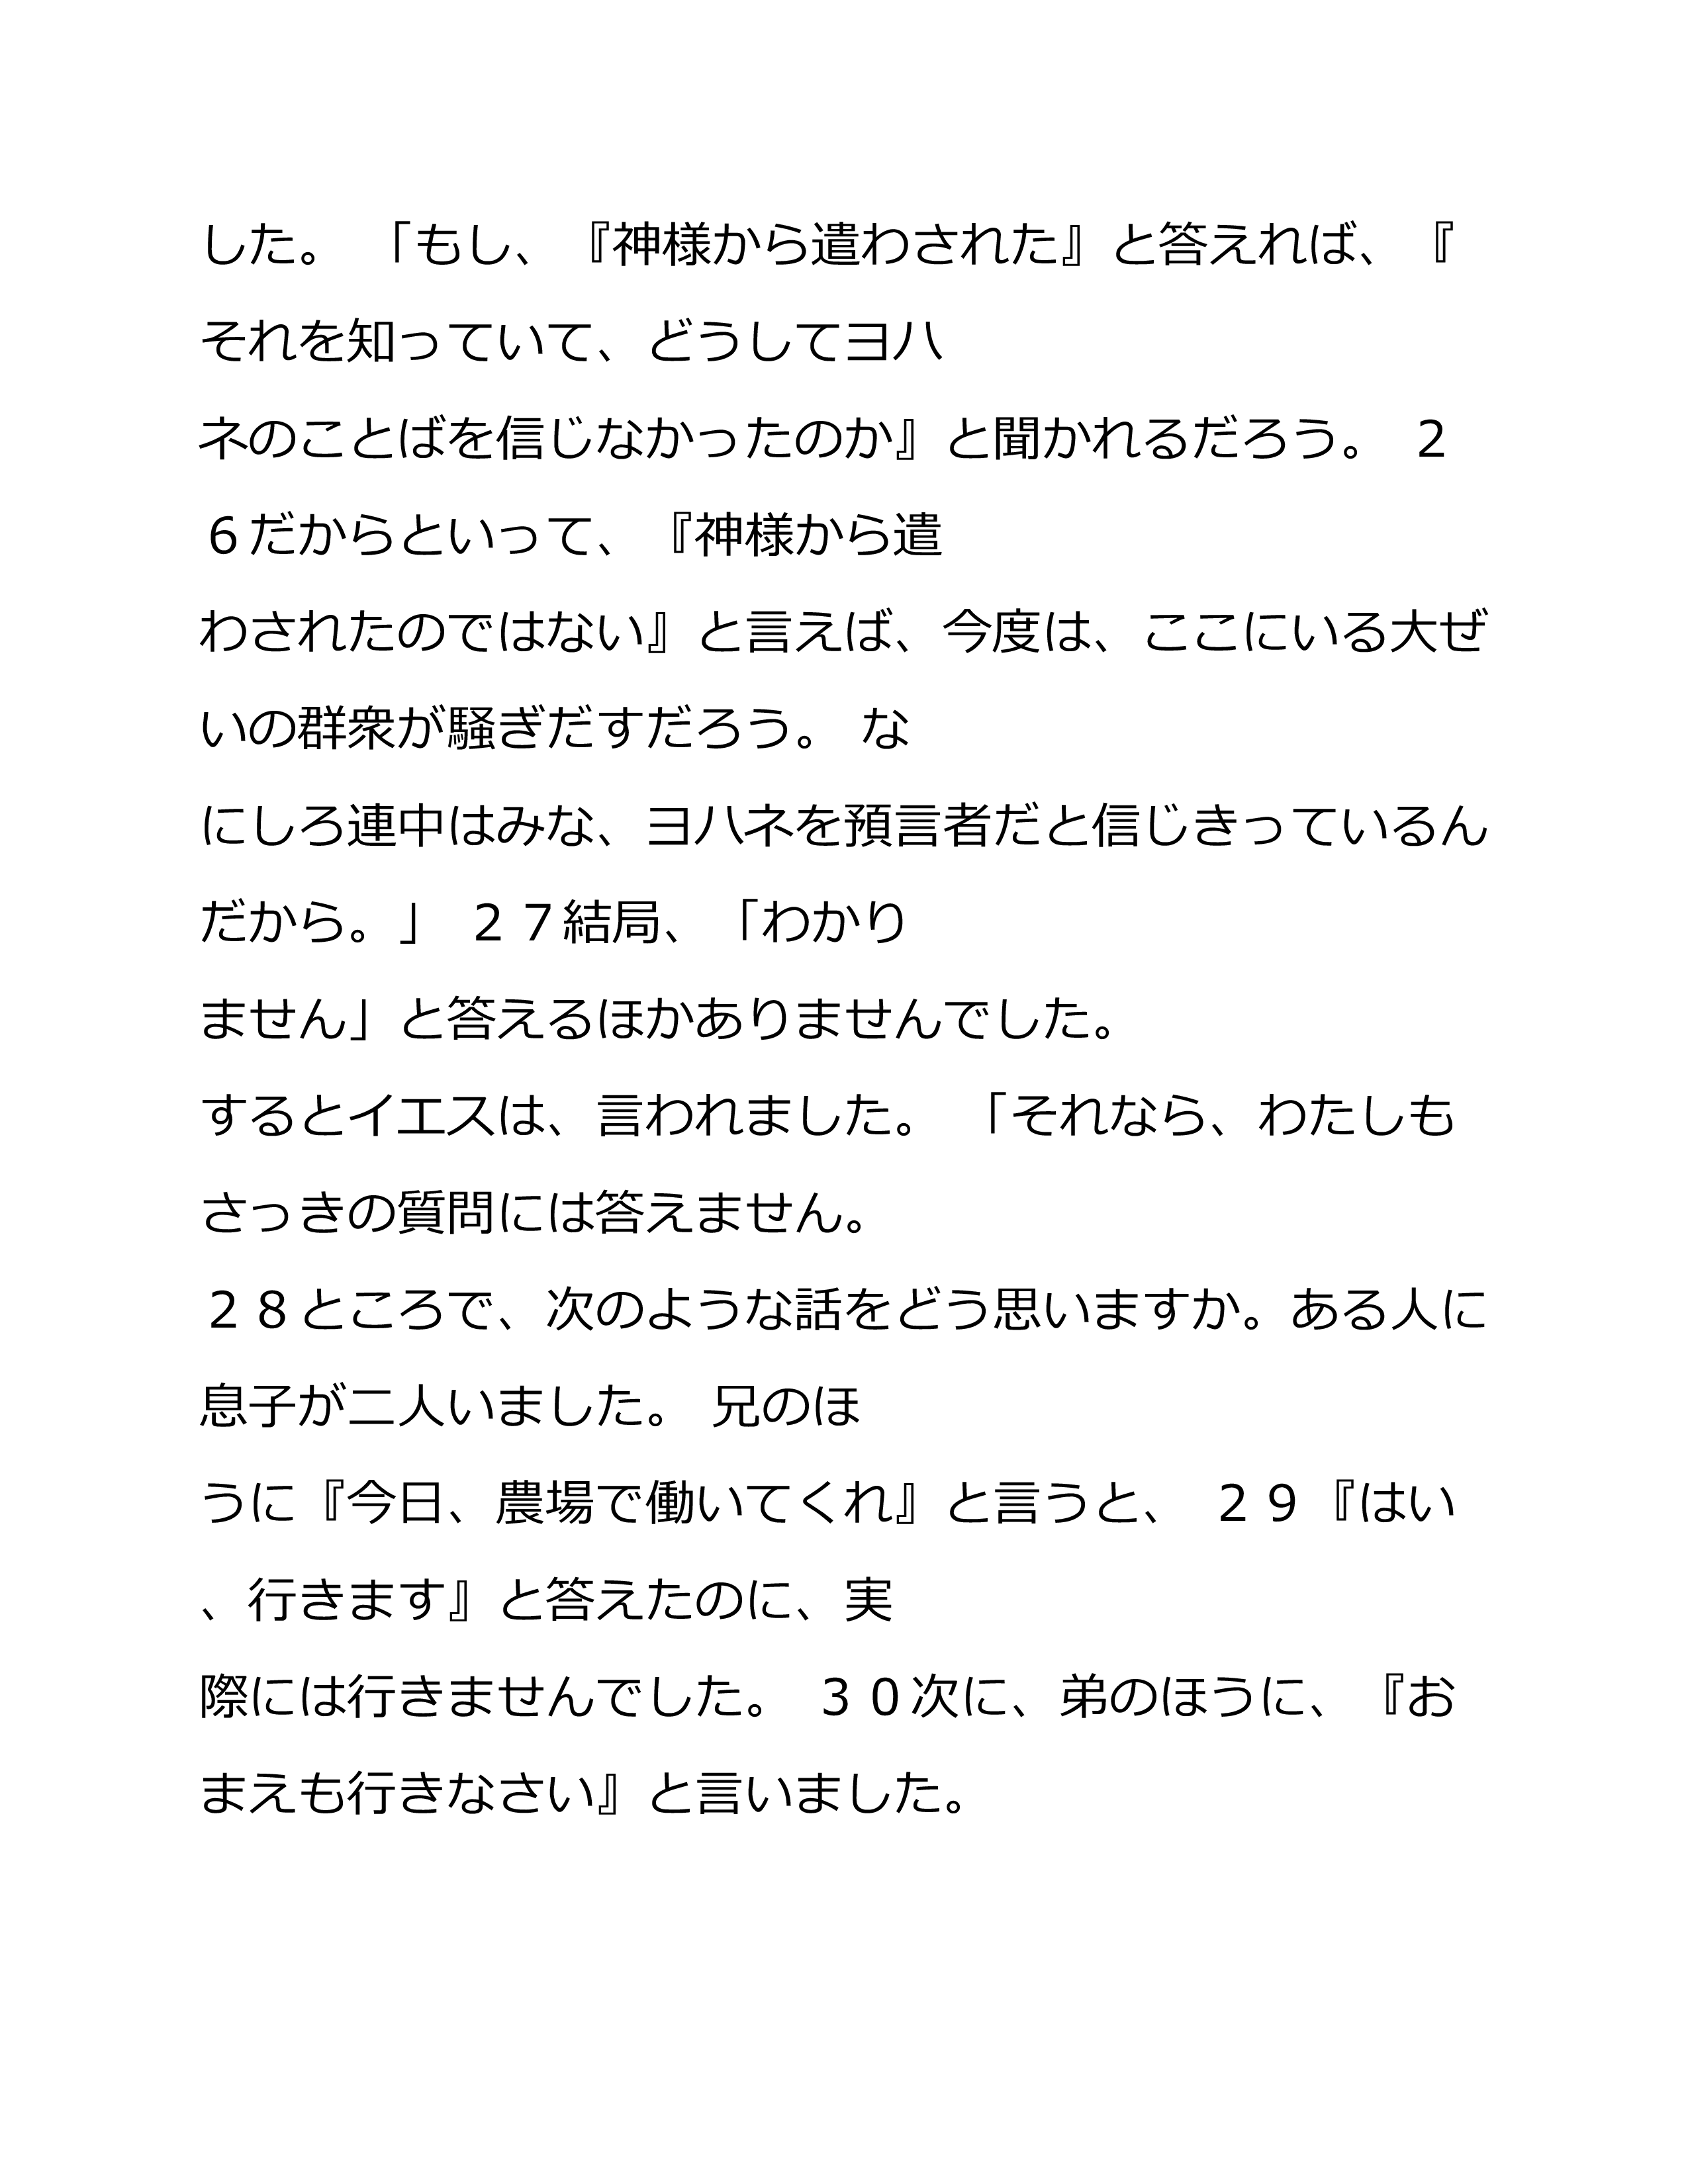 した。 「もし、『神様から遣わされた』と答えれば、『
それを知っていて、どうしてヨハ
ネのことばを信じなかったのか』と聞かれるだろう。 ２
６だからといって、『神様から遣
わされたのではない』と言えば、今度は、ここにいる大ぜ
いの群衆が騒ぎだすだろう。 な
にしろ連中はみな、ヨハネを預言者だと信じきっているん
だから。」 ２７結局、「わかり
ません」と答えるほかありませんでした。
するとイエスは、言われました。 「それなら、わたしも
さっきの質問には答えません。
２８ところで、次のような話をどう思いますか。ある人に
息子が二人いました。 兄のほ
うに『今日、農場で働いてくれ』と言うと、 ２９『はい
、行きます』と答えたのに、実
際には行きませんでした。 ３０次に、弟のほうに、『お
まえも行きなさい』と言いました。